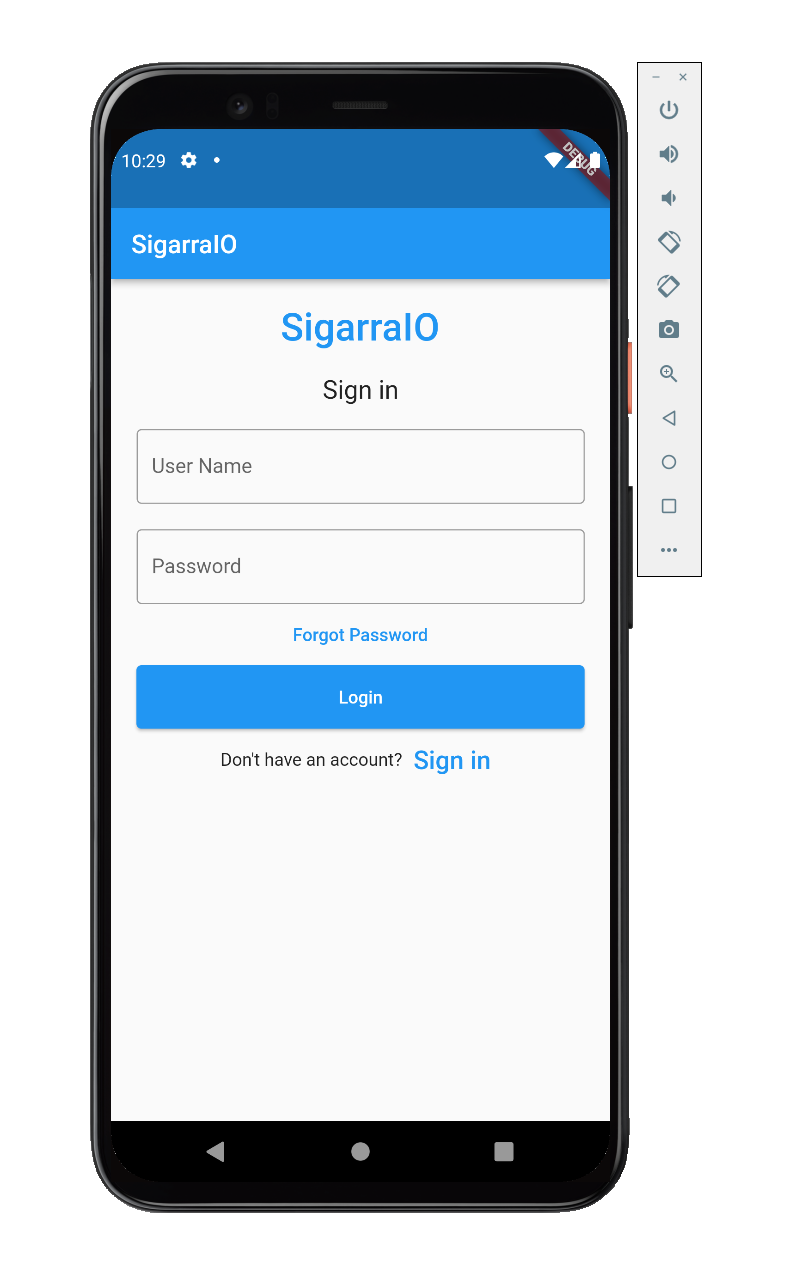 10:29
DEBUG
SigarraIO
SigarraIO
Sign in
User Name
Password
Forgot Password
Login
Don't have an account? Sign in